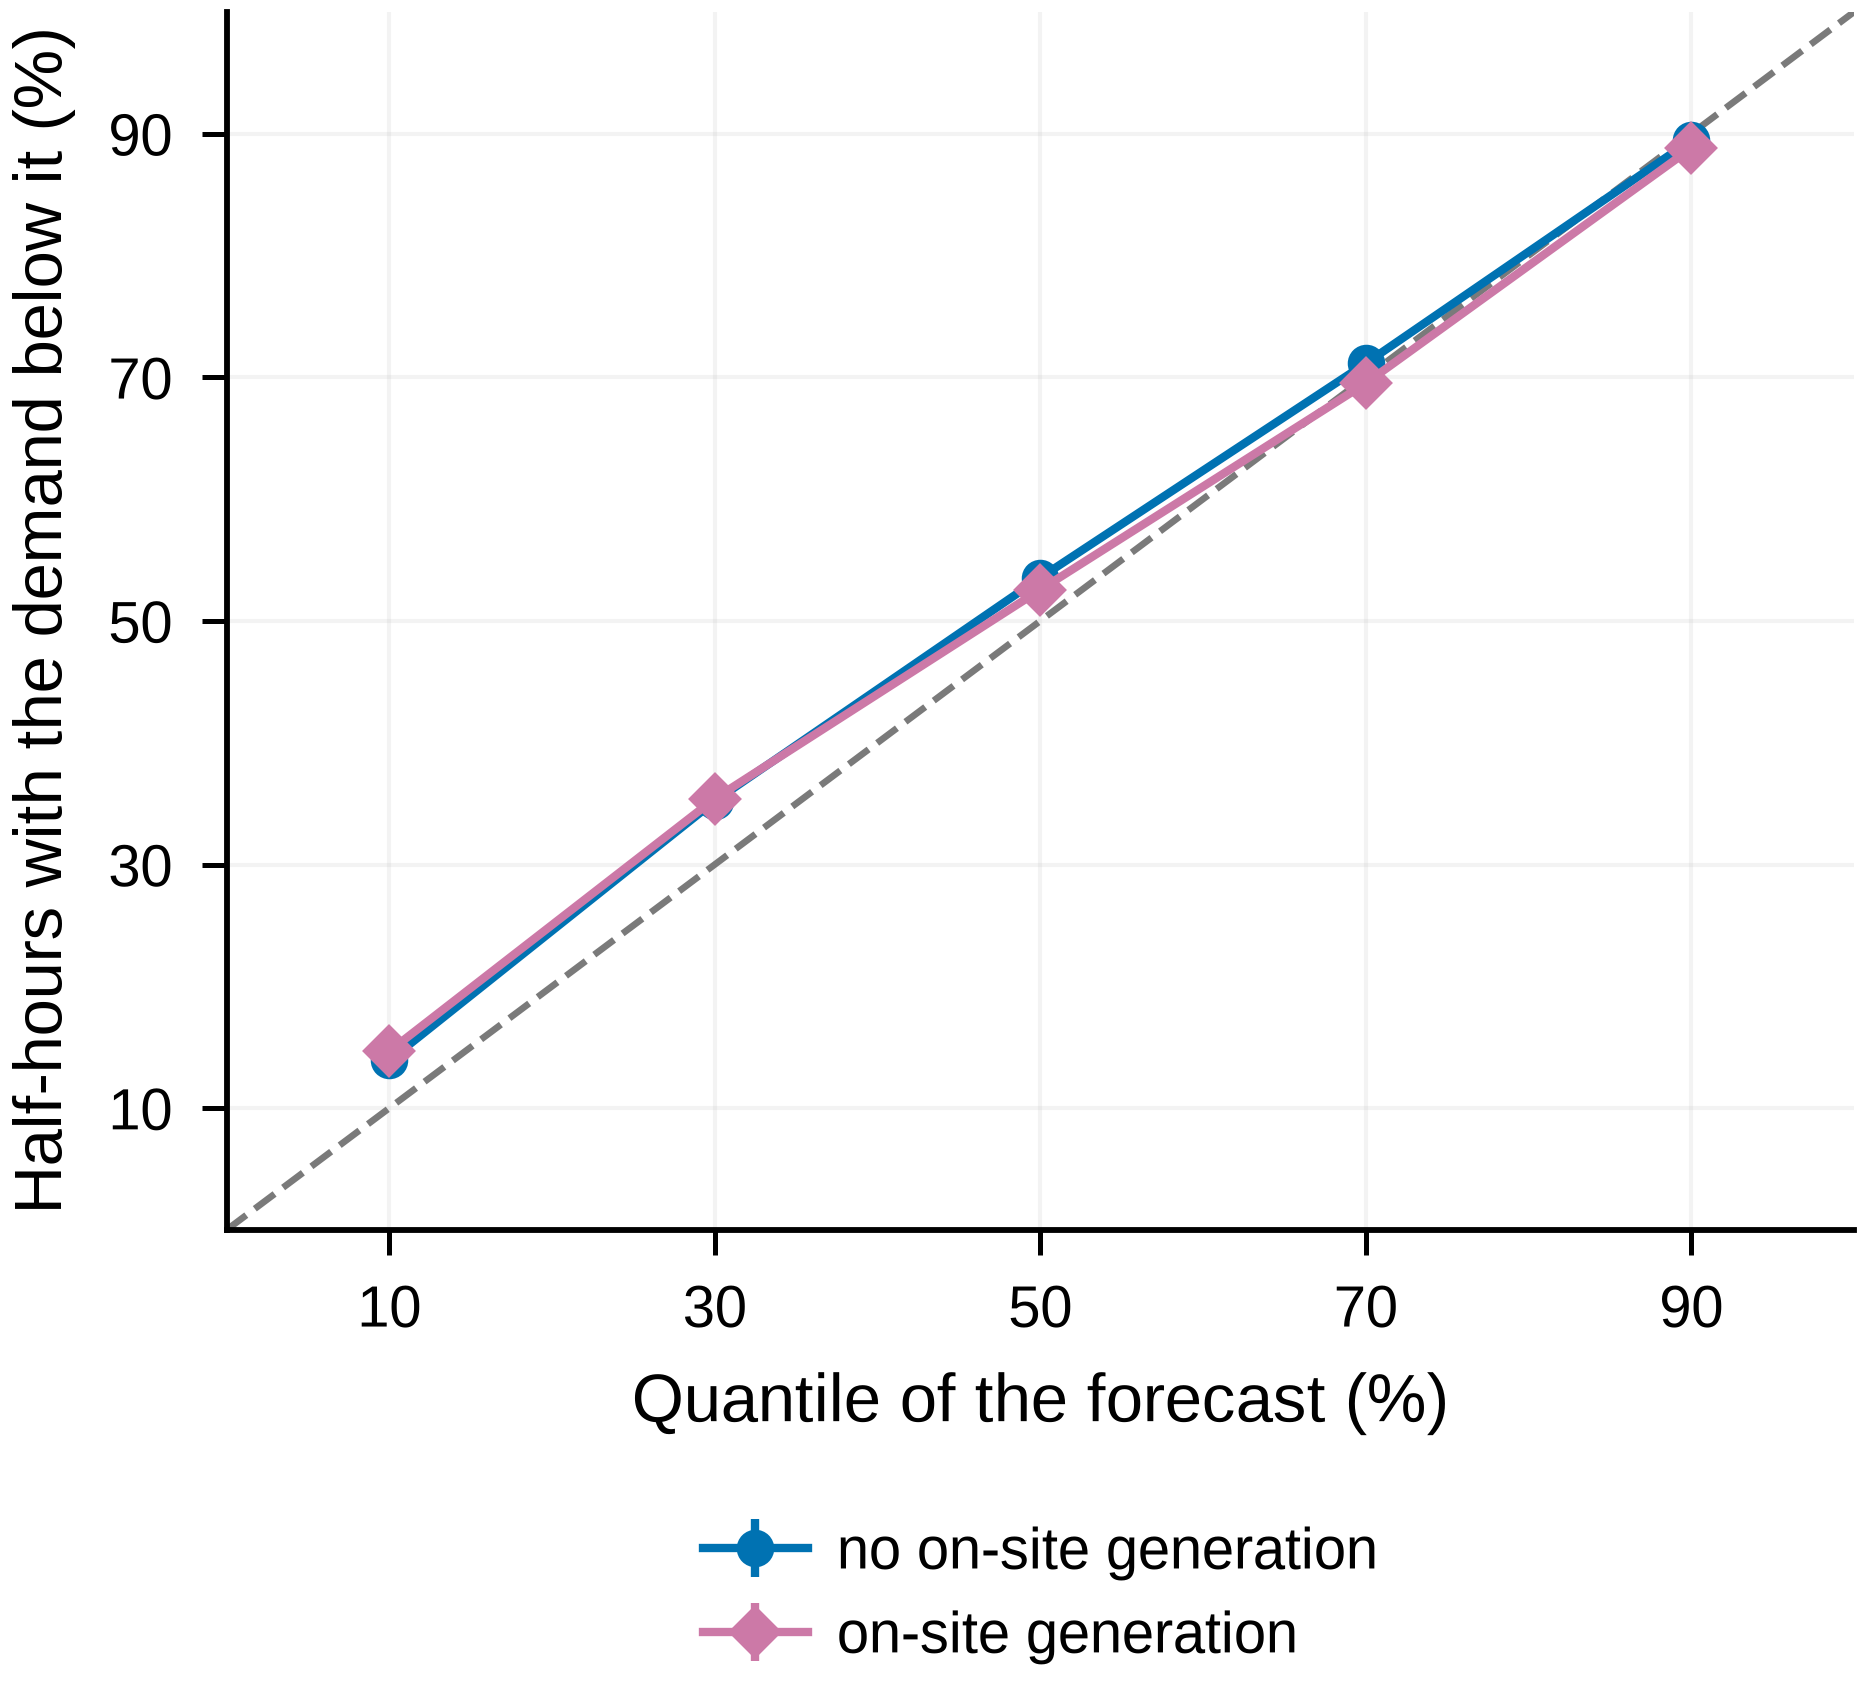 Half-hours with the demand below it (%)
90
70
50
30
10
10 30 50 70 90
Quantile of the forecast (%)
no on-site generation
on-site generation